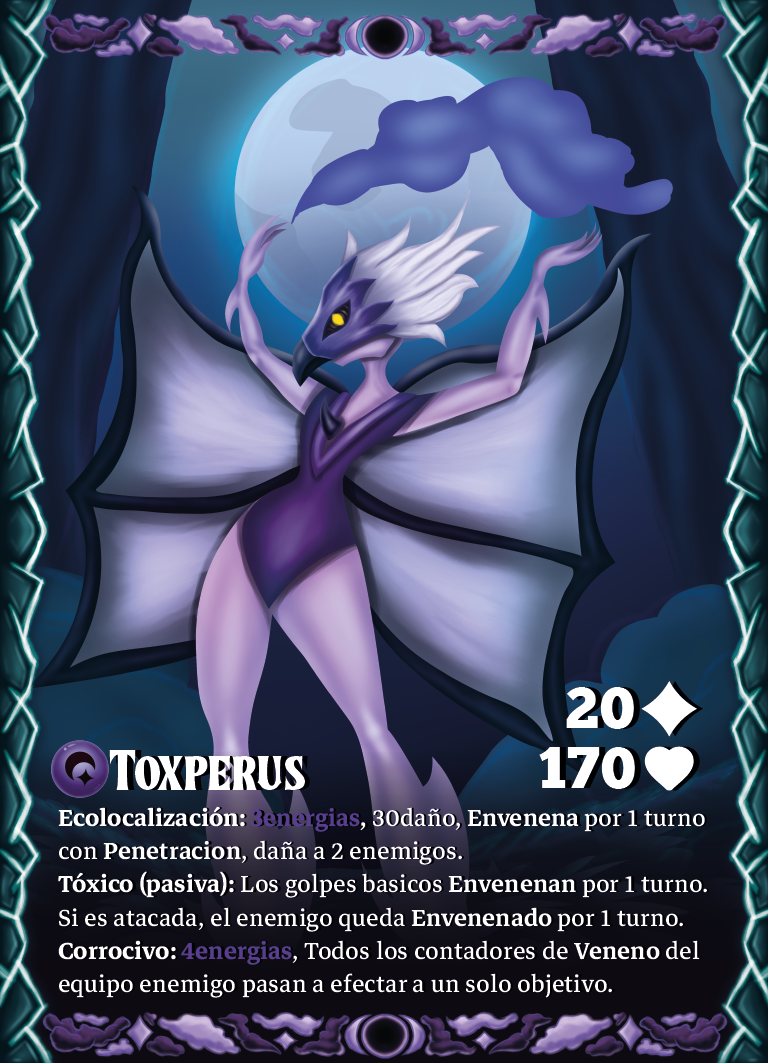 20
170
TOXPERUS
Ecolocalización: 3energias, 30daño, Envenena por 1 turno
con Penetracion, daña a 2 enemigos.
Tóxico (pasiva): Los golpes basicos Envenenan por 1 turno.
Si es atacada, el enemigo queda Envenenado por 1 turno.
Corrocivo: 4energias, Todos los contadores de Veneno del
equipo enemigo pasan a efectar a un solo objetivo.